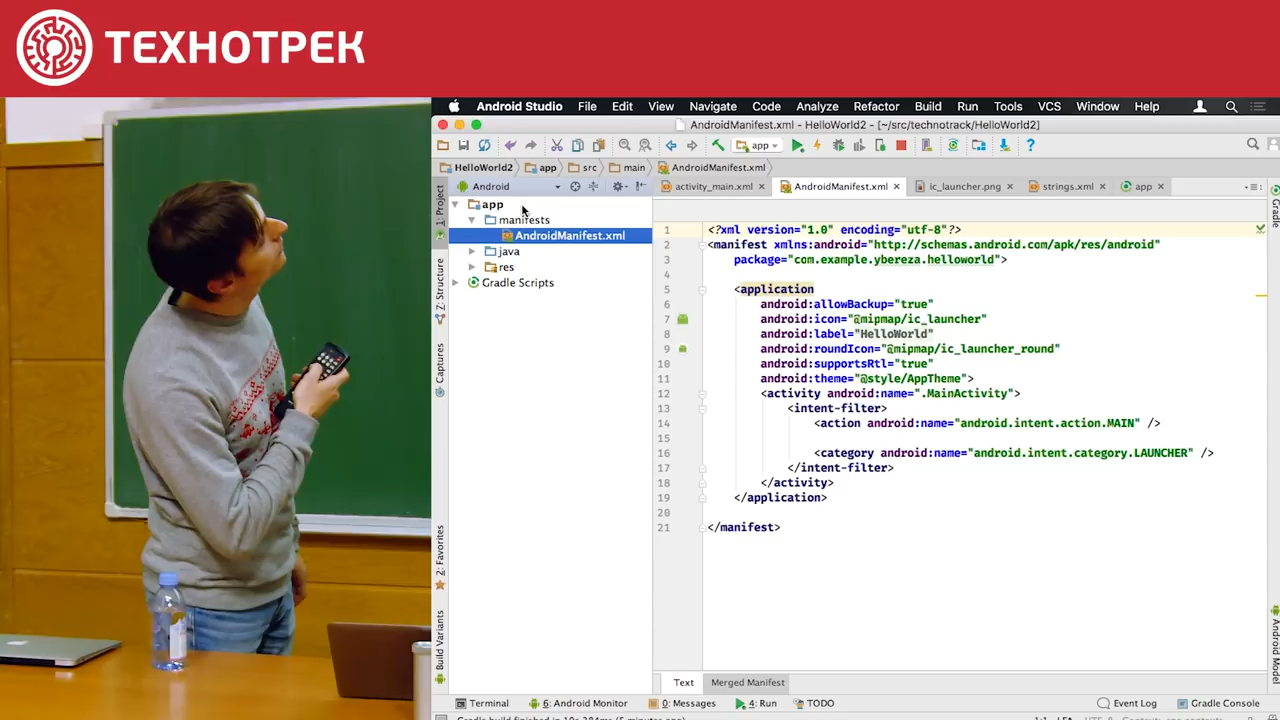 ТЕХНОТРЕК
Android Studio File Edit View Navigate Code Analyze Refactor Build Run Tools VCS Window Help
AndroidManifest.xml - HelloWorld2 - [~/src/technotrack/HelloWorld2]
app
HelloWorld2 app src main AndroidManifest.xml
Android
activity_main.xml AndroidManifest.xml ic_launcher.png strings.xml app
1: Project
Z: Structure
Captures
2: Favorites
Build Variants
app
manifests
AndroidManifest.xml
java
res
Gradle Scripts
1 <?xml version="1.0" encoding="utf-8"?>
2 <manifest xmlns:android="http://schemas.android.com/apk/res/android"
3 package="com.example.ybereza.helloworld">
4
5 <application
6 android:allowBackup="true"
7 android:icon="@mipmap/ic_launcher"
8 android:label="HelloWorld"
9 android:roundIcon="@mipmap/ic_launcher_round"
10 android:supportsRtl="true"
11 android:theme="@style/AppTheme">
12 <activity android:name=".MainActivity">
13 <intent-filter>
14 <action android:name="android.intent.action.MAIN" />
15
16 <category android:name="android.intent.category.LAUNCHER" />
17 </intent-filter>
18 </activity>
19 </application>
20
21 </manifest>
Gradle
Android Model
Text Merged Manifest
Terminal 6: Android Monitor 0: Messages 4: Run TODO Event Log Gradle Console